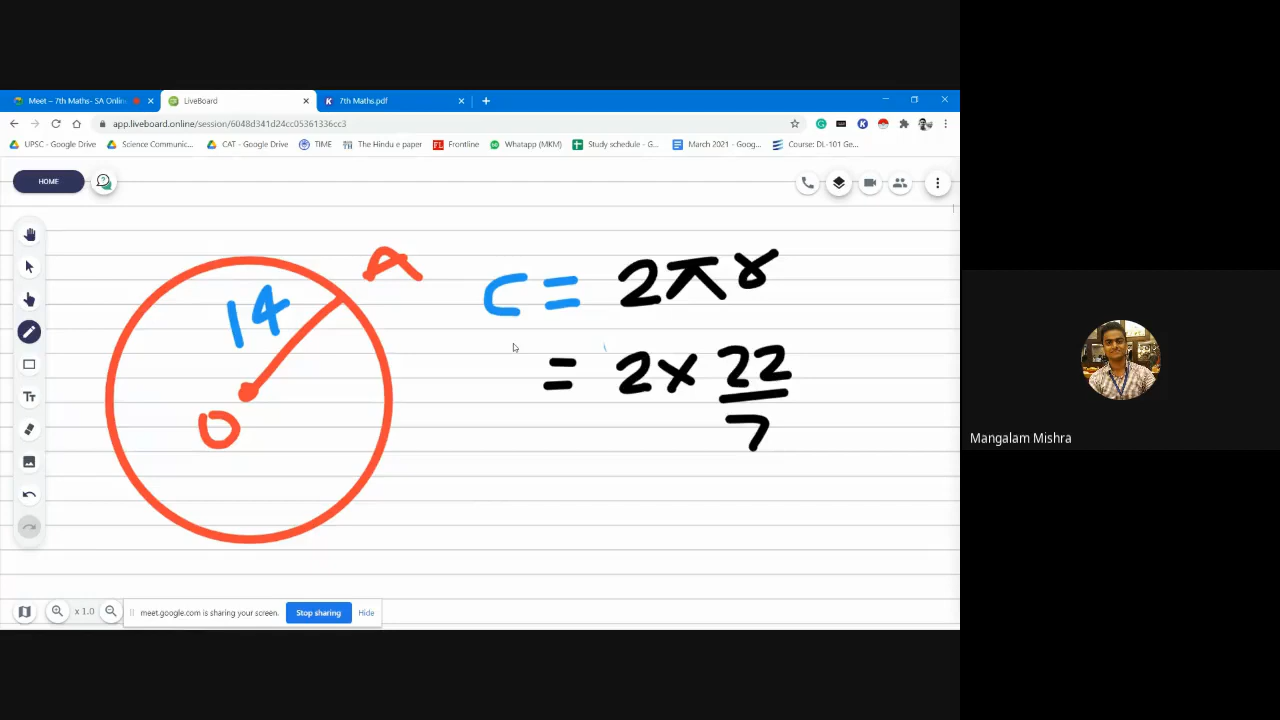 Meet – 7th Maths- SA Onlin
LiveBoard
7th Maths.pdf
app.liveboard.online/session/6048d341d24cc05361336cc3
UPSC - Google Drive
Science Communic...
CAT - Google Drive
TIME
The Hindu e paper
FL Frontline
Whatapp (MKM)
Study schedule - G...
March 2021 - Goog...
Course: DL-101 Ge...
HOME
A
14
O
C = 2πr
= 2 × 22/7
Tт
x 1.0
meet.google.com is sharing your screen.
Stop sharing
Hide
Mangalam Mishra